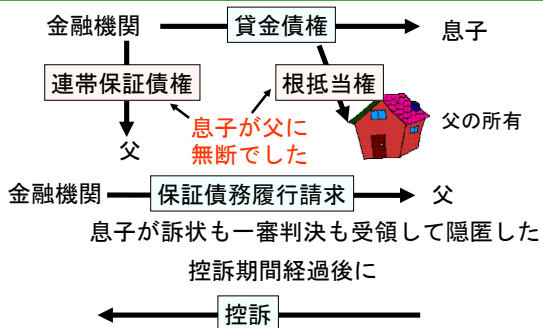 金融機関 貸金債権 息子
連帯保証債権 根抵当権
息子が父に 父の所有
父 無断でした
金融機関 保証債務履行請求 父
息子が訴状も一審判決も受領して隠匿した
控訴期間経過後に
控訴